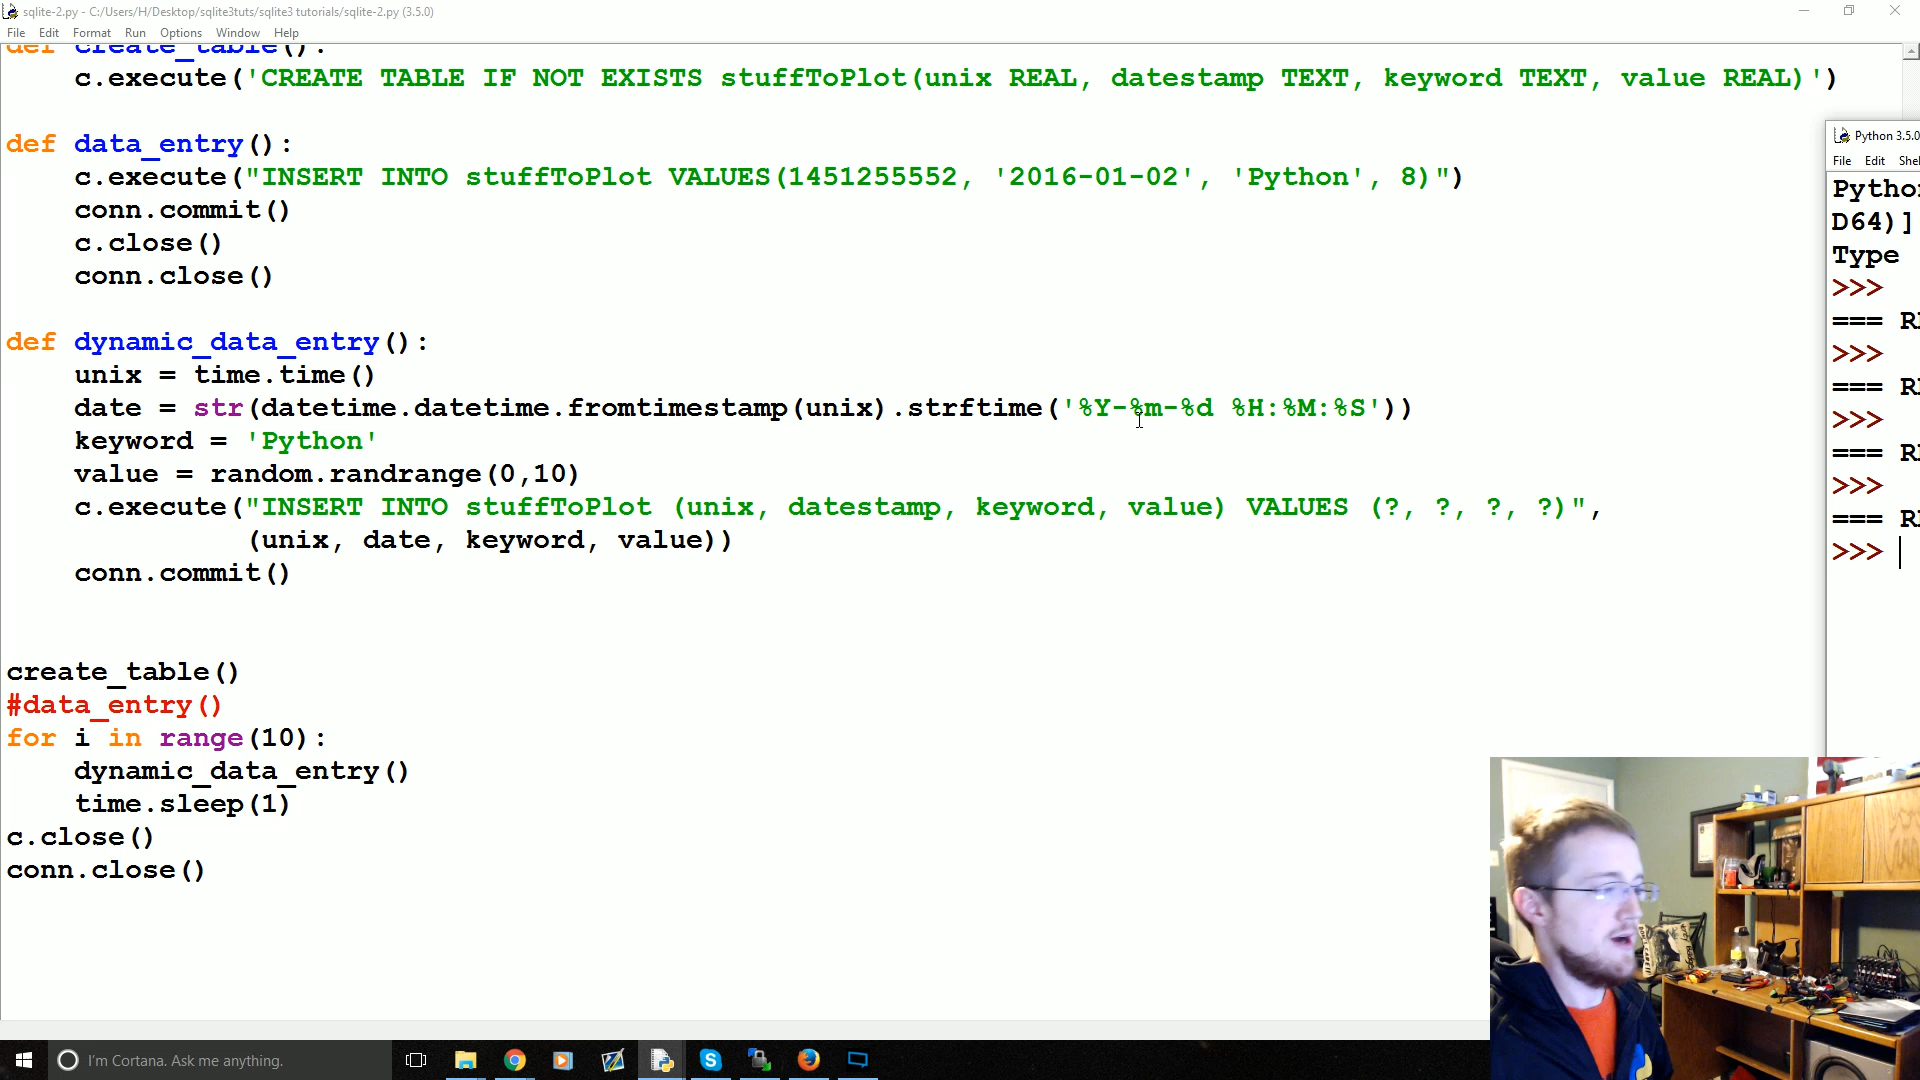 sqlite-2.py - C:/Users/H/Desktop/sqlite3tuts/sqlite3 tutorials/sqlite-2.py (3.5.0)
File Edit Format Run Options Window Help
def create_table():
c.execute('CREATE TABLE IF NOT EXISTS stuffToPlot(unix REAL, datestamp TEXT, keyword TEXT, value REAL)')
def data_entry():
c.execute("INSERT INTO stuffToPlot VALUES(1451255552, '2016-01-02', 'Python', 8)")
conn.commit()
c.close()
conn.close()
def dynamic_data_entry():
unix = time.time()
date = str(datetime.datetime.fromtimestamp(unix).strftime('%Y-%m-%d %H:%M:%S'))
keyword = 'Python'
value = random.randrange(0,10)
c.execute("INSERT INTO stuffToPlot (unix, datestamp, keyword, value) VALUES (?, ?, ?, ?)",
(unix, date, keyword, value))
conn.commit()
create_table()
#data_entry()
for i in range(10):
dynamic_data_entry()
time.sleep(1)
c.close()
conn.close()
Python 3.5.0
File Edit Shel
Pytho
D64)]
Type
>>>
=== R
>>>
=== R
>>>
=== R
>>>
=== R
>>>
I'm Cortana. Ask me anything.